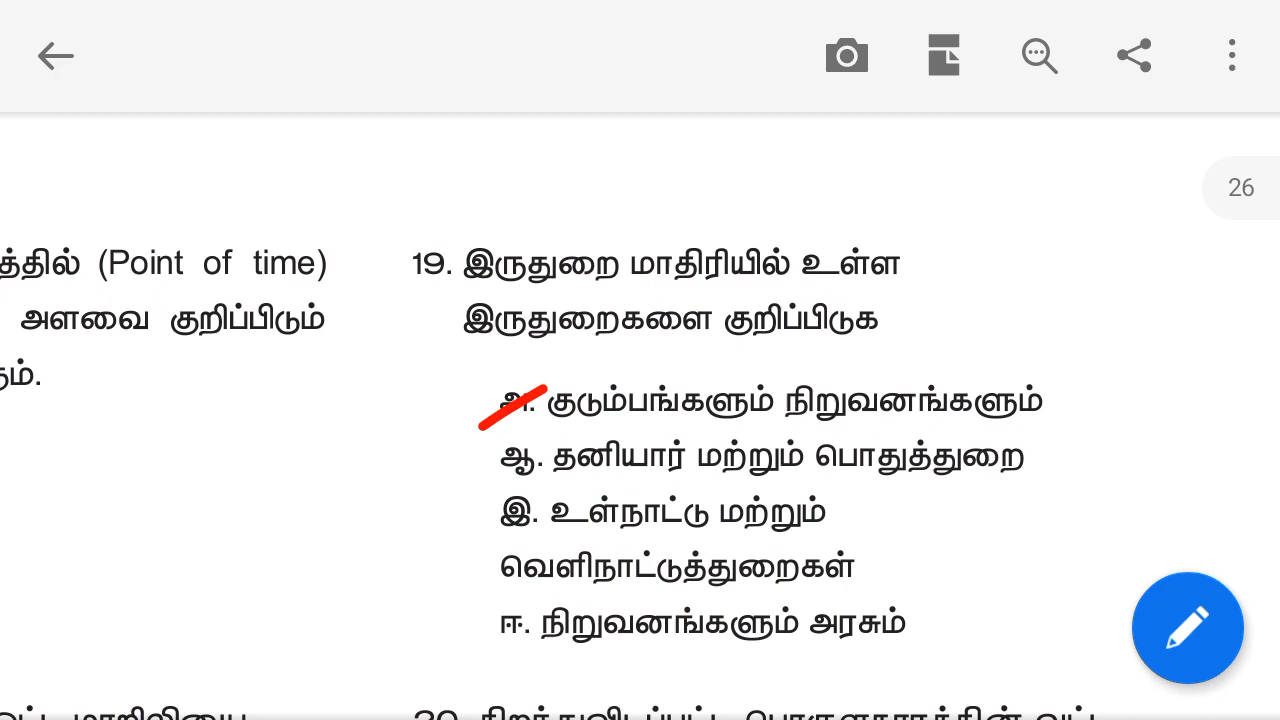 26
த்தில் (Point of time)
அளவை குறிப்பிடும்
19. இருதுறை மாதிரியில் உள்ள
இருதுறைகளை குறிப்பிடுக
அ. குடும்பங்களும் நிறுவனங்களும்
ஆ. தனியார் மற்றும் பொதுத்துறை
இ. உள்நாட்டு மற்றும்
வெளிநாட்டுத்துறைகள்
ஈ. நிறுவனங்களும் அரசும்